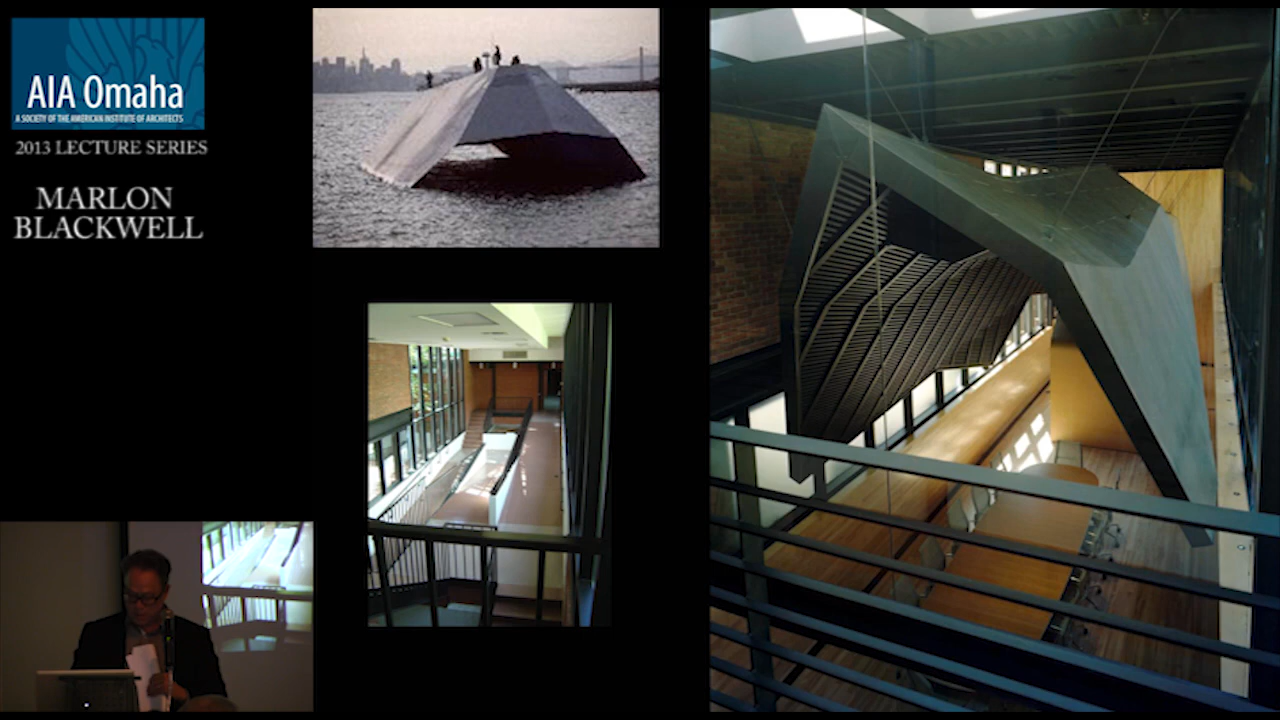 AIA Omaha
A SOCIETY OF THE AMERICAN INSTITUTE OF ARCHITECTS
2013 LECTURE SERIES
MARLON
BLACKWELL